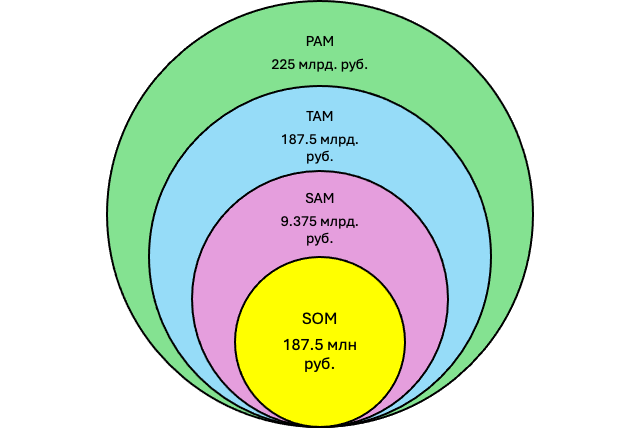 PAM
225 млрд. руб.
TAM
187.5 млрд.
руб.
SAM
9.375 млрд.
руб.
SOM
187.5 млн
руб.